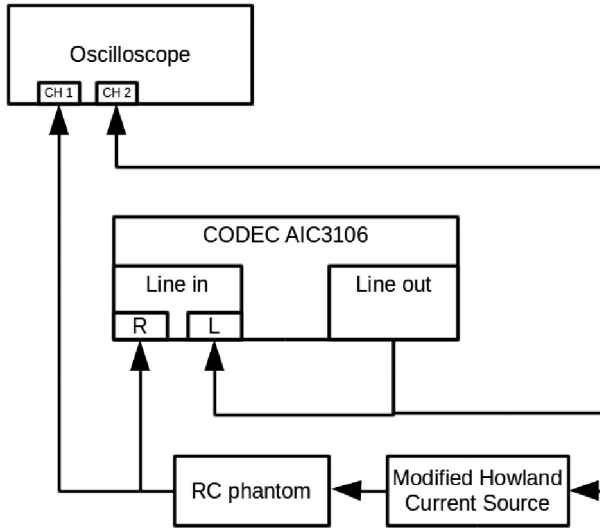 Oscilloscope
CH 1
CH 2
CODEC AIC3106
Line in
Line out
R
L
RC phantom
Modified Howland
Current Source